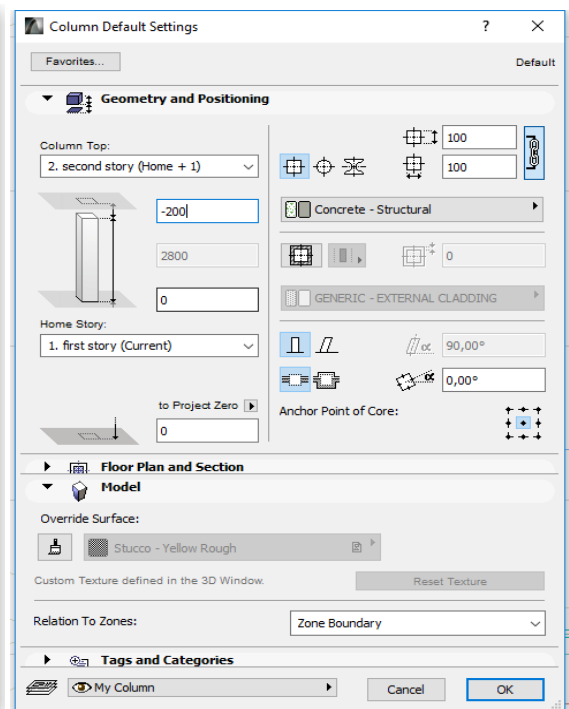 Column Default Settings
?
Favorites...
Default
Geometry and Positioning
Column Top:
2. second story (Home + 1)
-200
2800
0
Home Story:
1. first story (Current)
to Project Zero
0
100
100
Concrete - Structural
0
GENERIC - EXTERNAL CLADDING
α
90,00°
α
0,00°
Anchor Point of Core:
Floor Plan and Section
Model
Override Surface:
Stucco - Yellow Rough
Custom Texture defined in the 3D Window.
Reset Texture
Relation To Zones:
Zone Boundary
Tags and Categories
My Column
Cancel
OK